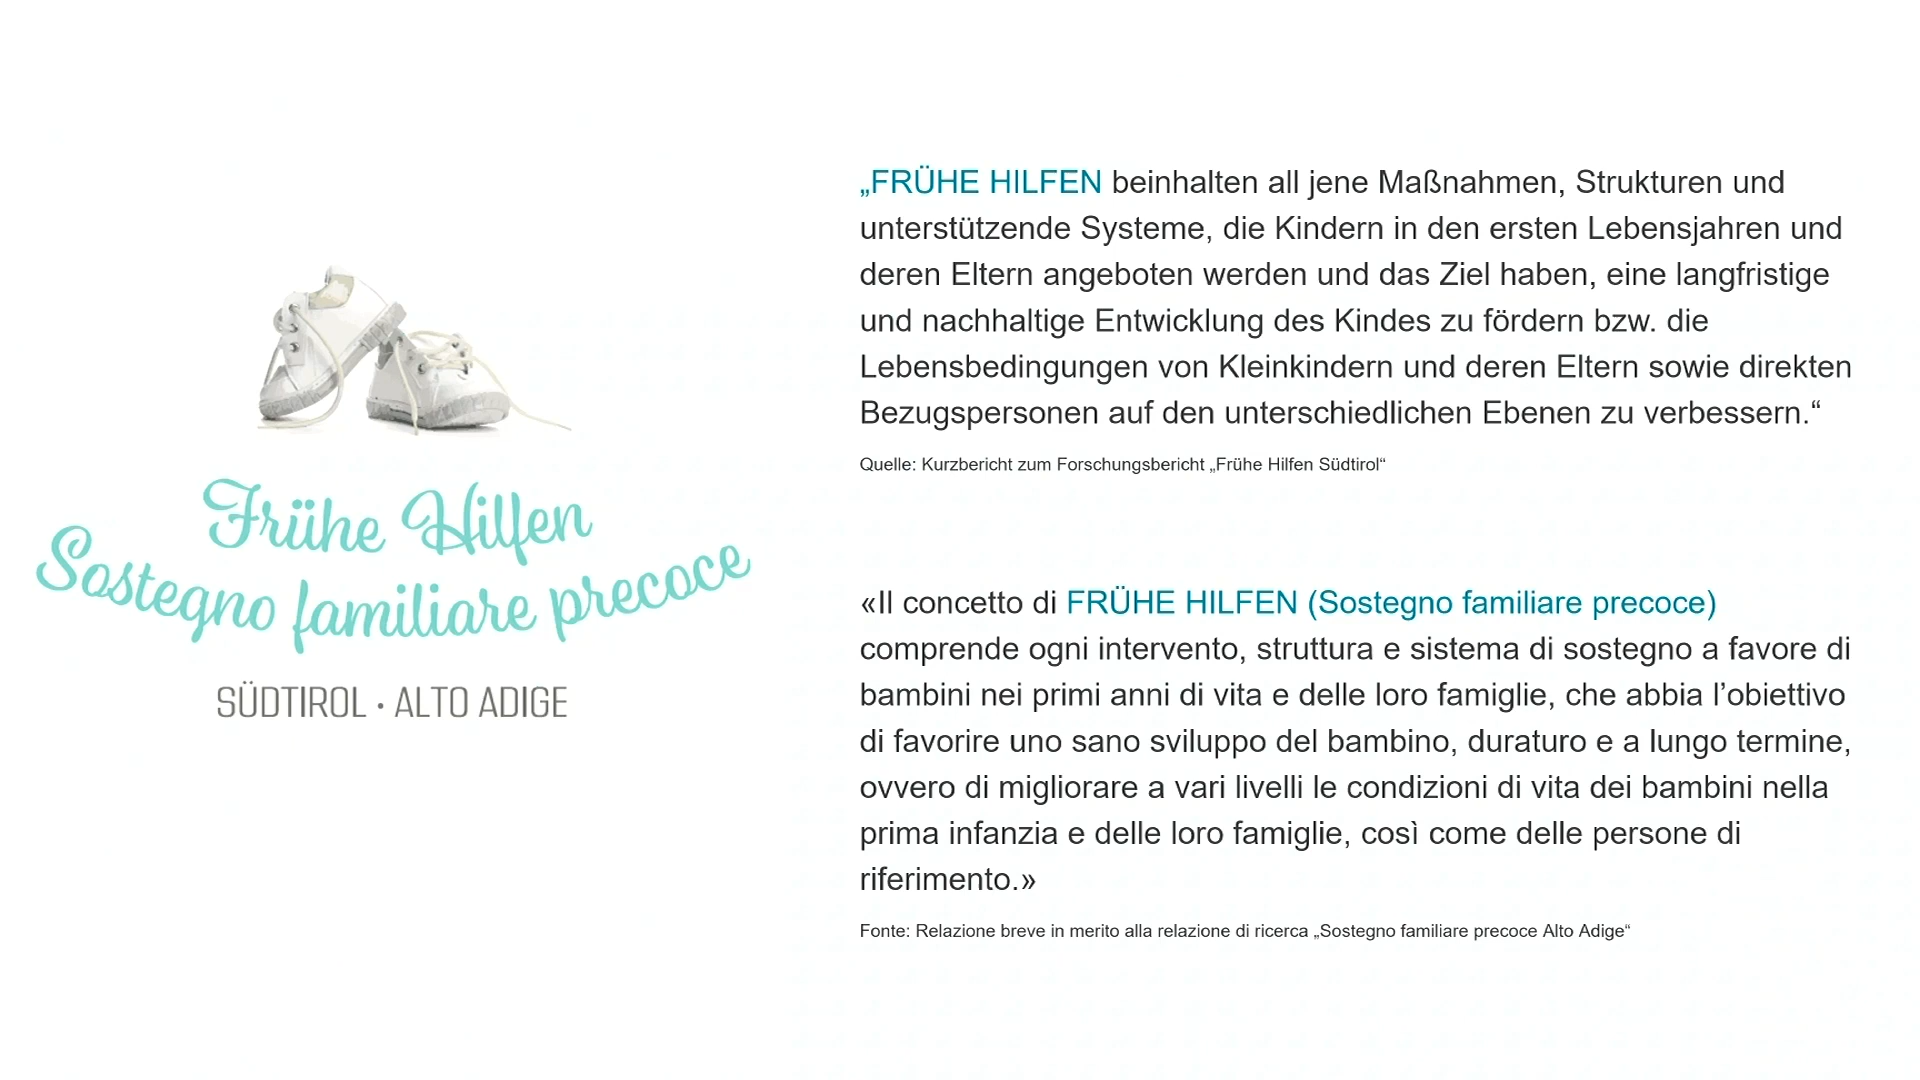 Frühe Hilfen
Sostegno familiare precoce
SÜDTIROL · ALTO ADIGE
„FRÜHE HILFEN beinhalten all jene Maßnahmen, Strukturen und
unterstützende Systeme, die Kindern in den ersten Lebensjahren und
deren Eltern angeboten werden und das Ziel haben, eine langfristige
und nachhaltige Entwicklung des Kindes zu fördern bzw. die
Lebensbedingungen von Kleinkindern und deren Eltern sowie direkten
Bezugspersonen auf den unterschiedlichen Ebenen zu verbessern.“
Quelle: Kurzbericht zum Forschungsbericht „Frühe Hilfen Südtirol“
«Il concetto di FRÜHE HILFEN (Sostegno familiare precoce)
comprende ogni intervento, struttura e sistema di sostegno a favore di
bambini nei primi anni di vita e delle loro famiglie, che abbia l’obiettivo
di favorire uno sano sviluppo del bambino, duraturo e a lungo termine,
ovvero di migliorare a vari livelli le condizioni di vita dei bambini nella
prima infanzia e delle loro famiglie, così come delle persone di
riferimento.»
Fonte: Relazione breve in merito alla relazione di ricerca „Sostegno familiare precoce Alto Adige“